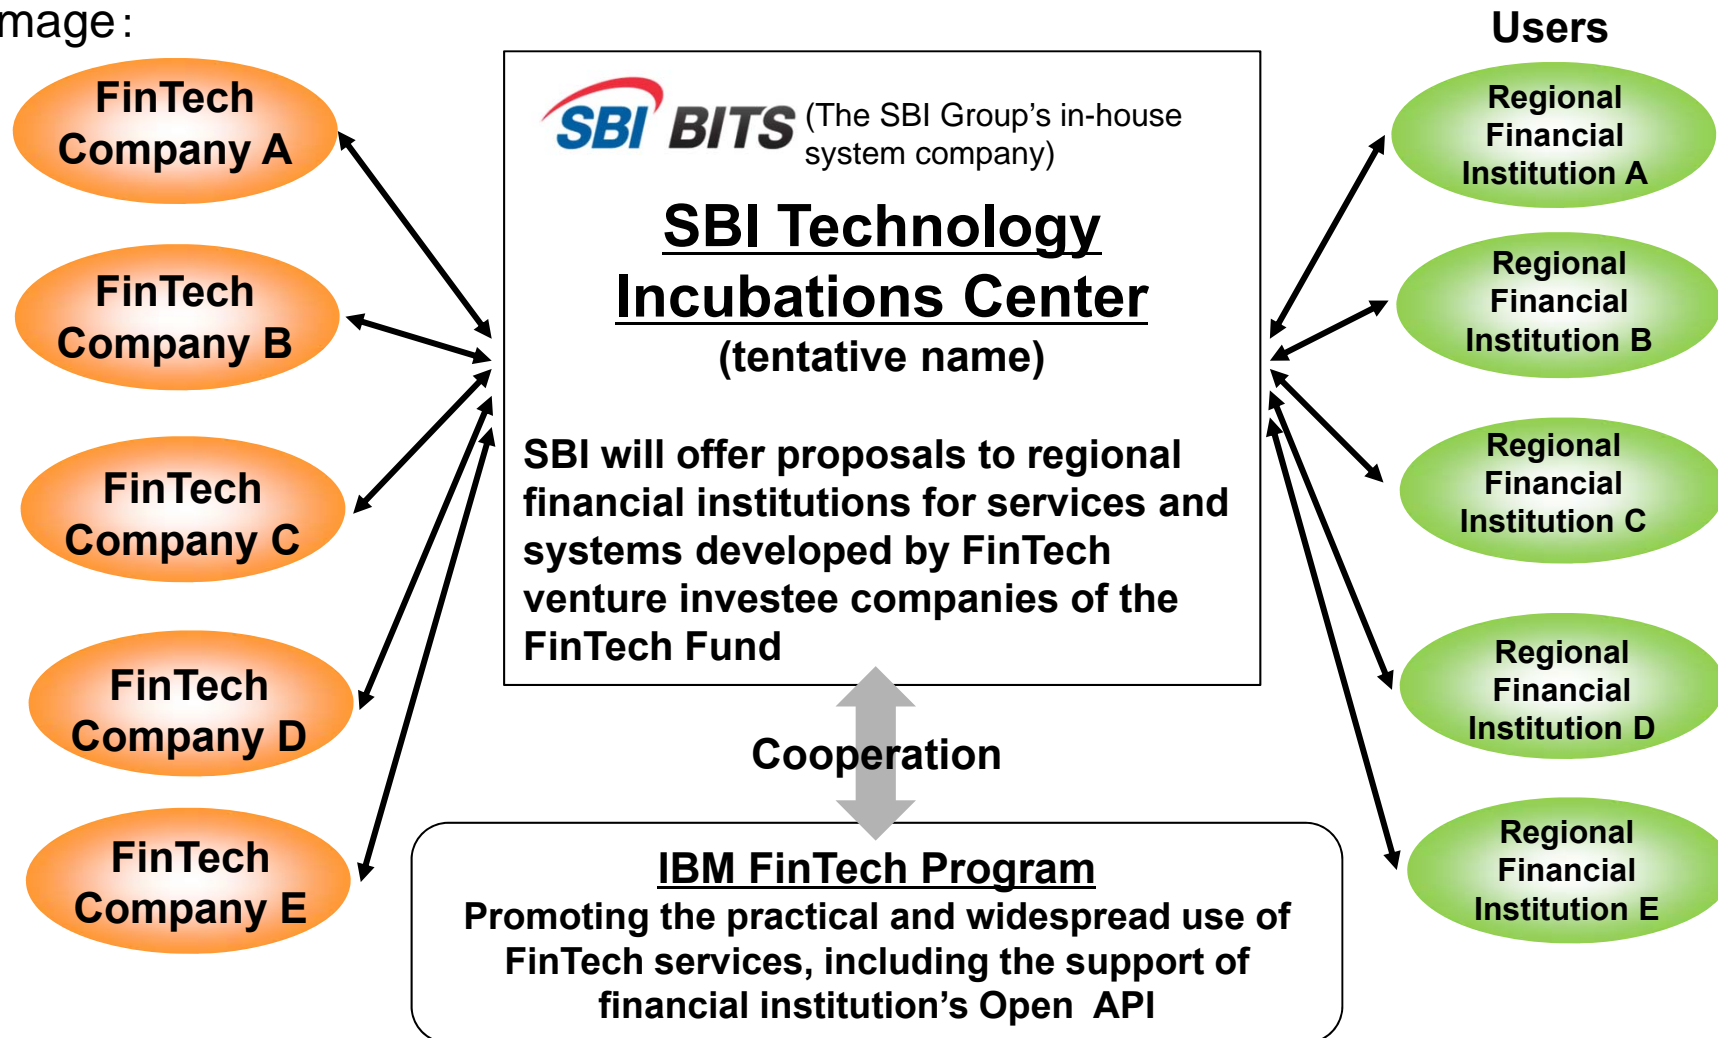 mage:
Users
FinTech
Company A
FinTech
Company B
FinTech
Company C
FinTech
Company D
FinTech
Company E
SBI BITS (The SBI Group's in-house
system company)
SBI Technology
Incubations Center
(tentative name)
SBI will offer proposals to regional
financial institutions for services and
systems developed by FinTech
venture investee companies of the
FinTech Fund
Cooperation
IBM FinTech Program
Promoting the practical and widespread use of
FinTech services, including the support of
financial institution's Open API
Regional
Financial
Institution A
Regional
Financial
Institution B
Regional
Financial
Institution C
Regional
Financial
Institution D
Regional
Financial
Institution E